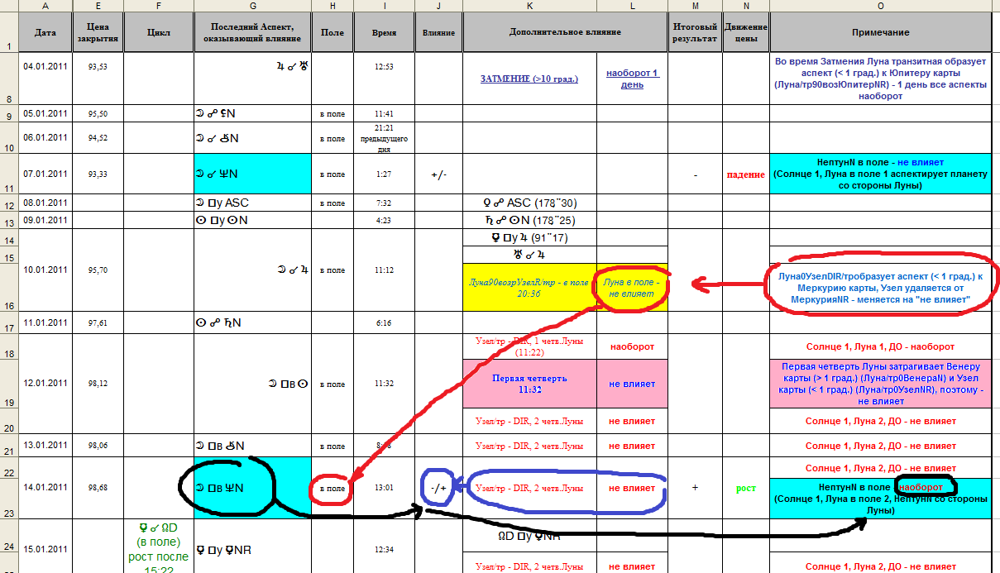 A E F G H I J K L M N O
1 Дата Цена закрытия Цикл Последний Аспект, оказывающий влияние Поле Время Влияние Дополнительное влияние Итоговый результат Движение цены Примечание
8 04.01.2011 93,53 ♃ ☌ ♅ 12:53 ЗАТМЕНИЕ (>10 град.) наоборот 1 день
Во время Затмения Луна транзитная образует
аспект (< 1 град.) к Юпитеру карты
(Луна/тр90возЮпитерNR) - 1 день все аспекты
наоборот
9 05.01.2011 95,50 ☽ ☍ ⚸N в поле 11:41
10 06.01.2011 94,52 ☽ ☌ ⚷N в поле 21:21
предыдущего
дня
11 07.01.2011 93,33 ☽ ☌ ♆N в поле 1:27 +/- - падение
НептунN в поле - не влияет
(Солнце 1, Луна в поле 1 аспектирует планету
со стороны Луны)
12 08.01.2011 ☽ □у ASC в поле 7:32 ♀ ☍ ASC (178°30)
13 09.01.2011 ☉ □у ☉N 4:23 ♄ ☍ ☉N (178°25)
14 ☿ □у ♃ (91°17)
15 ♅ ☌ ♃
16 10.01.2011 95,70 ☽ ☌ ♃ в поле 11:12
Луна90возрУзелR/тр - в поле
20:36
Луна в поле -
не влияет
Луна0УзелDIR/тробразует аспект (< 1 град.) к
Меркурию карты, Узел удаляется от
МеркурияNR - меняется на "не влияет"
17 11.01.2011 97,61 ☉ ☍ ♄N 6:16
18 Узел/тр - DIR, 1 четв.Луны
(11:22)
наоборот Солнце 1, Луна 1, ДО - наоборот
19 12.01.2011 98,12 ☽ □в ☉ в поле 11:32
Первая четверть
11:32
не влияет
Первая четверть Луны затрагивает Венеру
карты (> 1 град.) (Луна/тр0ВенераN) и Узел
карты (< 1 град.) (Луна/тр0УзелNR), поэтому -
не влияет
20 Узел/тр - DIR, 2 четв.Луны не влияет Солнце 1, Луна 2, ДО - не влияет
21 13.01.2011 98,06 ☽ □в ⚷N в поле Узел/тр - DIR, 2 четв.Луны не влияет Солнце 1, Луна 2, ДО - не влияет
22 Солнце 1, Луна 2, ДО - не влияет
23 14.01.2011 98,68 ☽ □в ♆N в поле 13:01 -/+ Узел/тр - DIR, 2 четв.Луны не влияет + рост
НептунN в поле наоборот
(Солнце 1, Луна в поле 2, НептунN со стороны
Луны)
24 15.01.2011 ☿ ☌ ☊D
(в поле)
рост после
15:22
☿ □у ☿NR 12:34 ☊D □у ☿NR
Узел/тр - DIR, 2 четв.Луны не влияет Солнце 1, Луна 2, ДО - не влияет